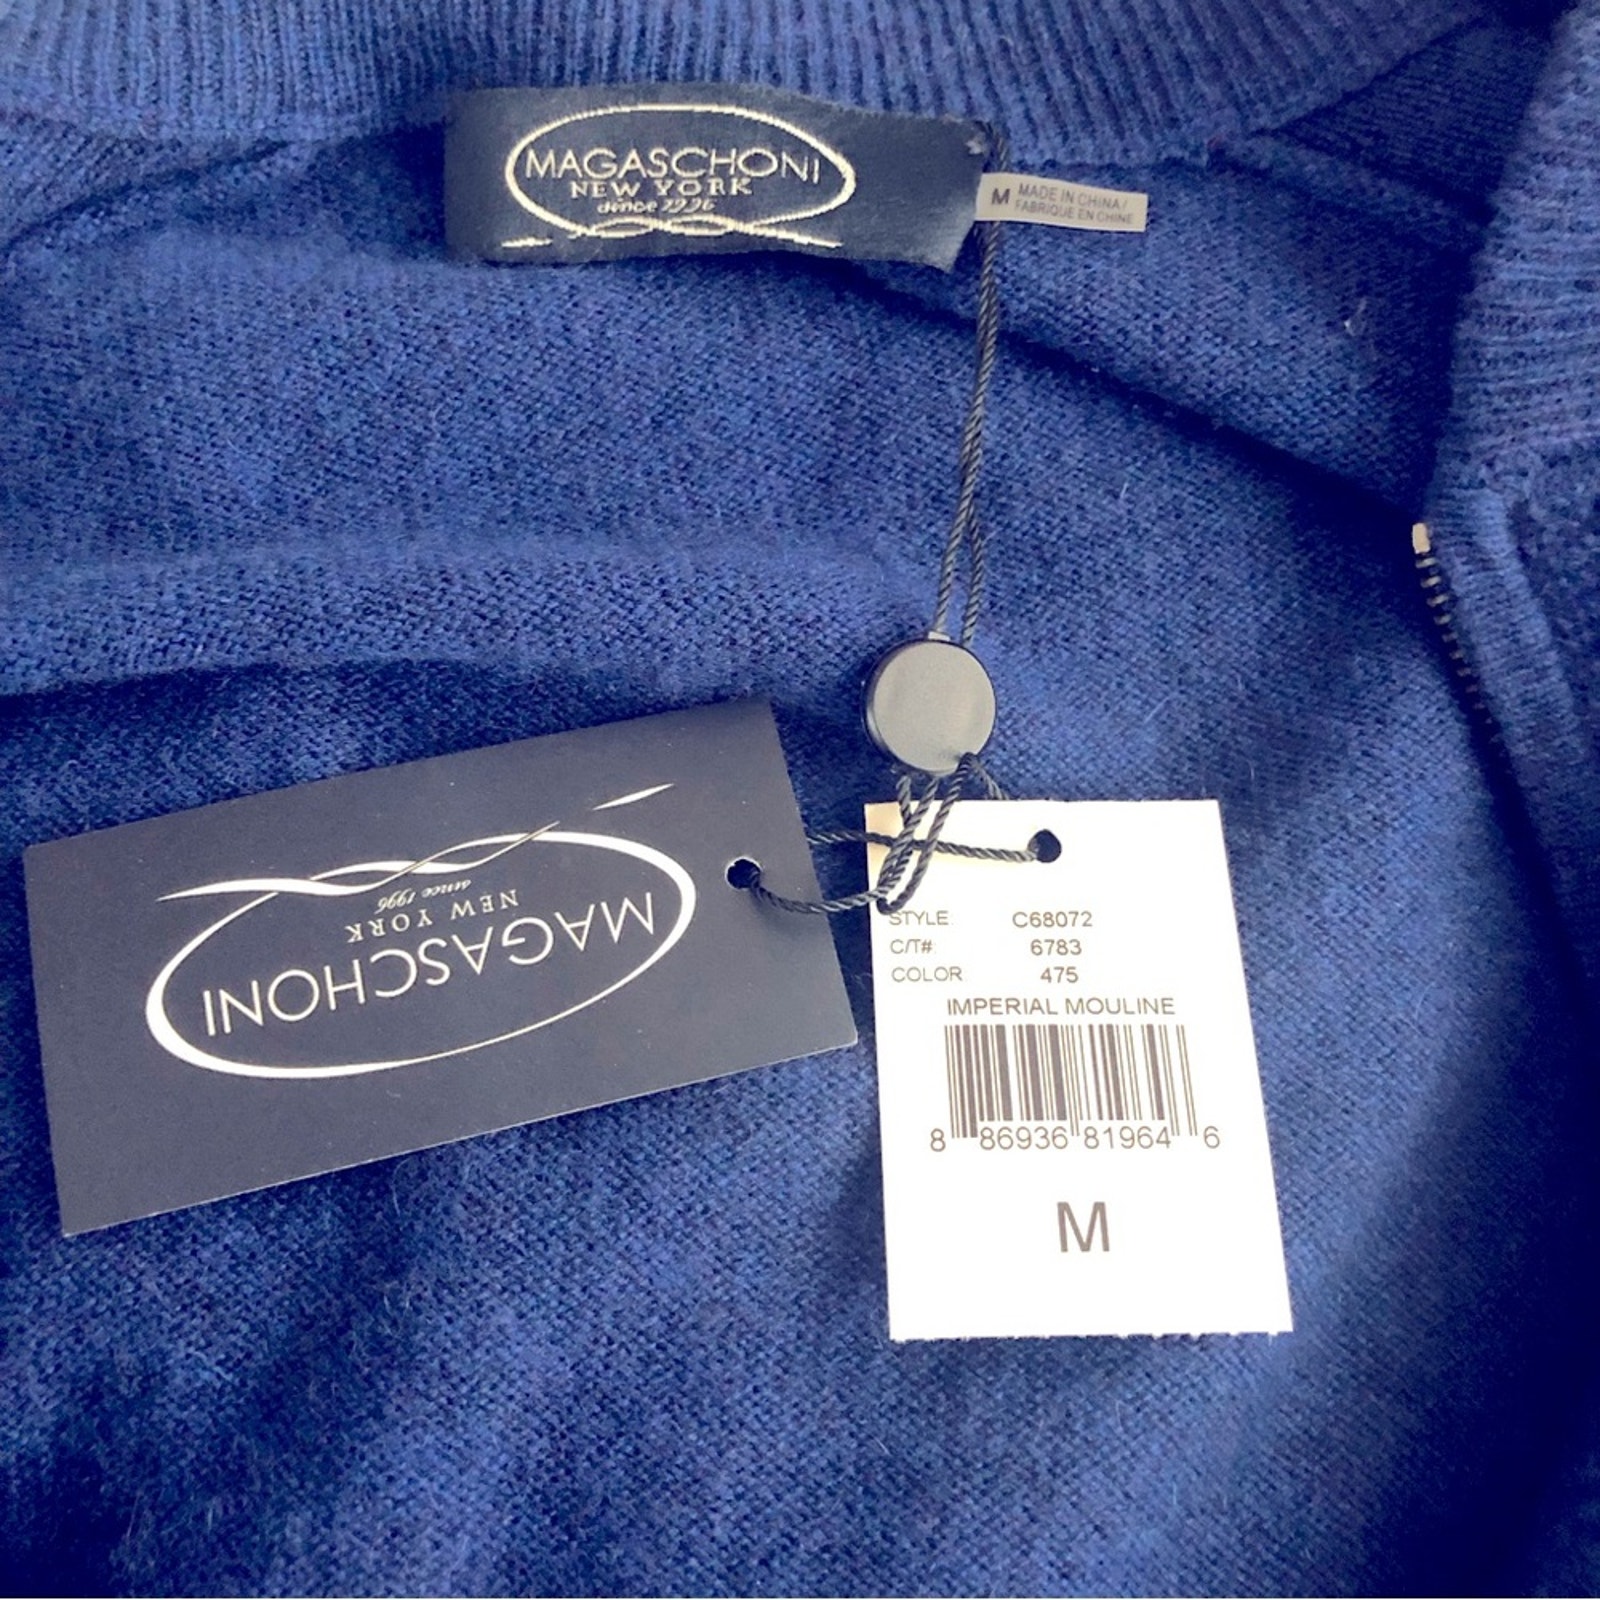 MAGASCHONI
NEW YORK
since 1996
M
MADE IN CHINA/
FABRIQUE EN CHINE
MAGASCHONI
NEW YORK
since 1996
STYLE: C68072
C/T#: 6783
COLOR 475
IMPERIAL MOULINE
8 86936 81964 6
M